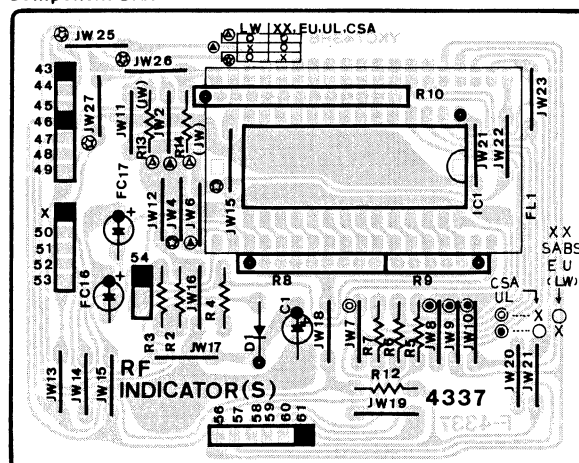 LW XX,EU,UL,CSA
JW25
JW26
43
44
45
46
47
48
49
JW27
JW11
R13
(JW)
JW2
R14
(JW)
R10
JW23
FC17
JW12
JW4
JW6
JW15
JW21
JW22
IC1
FL1
X
50
51
52
53
FC16
54
R3
R2
JW16
R4
R8
R9
C1
D1
JW18
JW7
R7
R6
R5
JW8
JW9
JW10
XX
SABS
E U
(LW)
CSA
UL
X
X
JW17
JW13
JW14
JW15
RF
INDICATOR(S)
R12
JW19
4337
JW20
JW21
F-4337
56
57
58
59
60
61